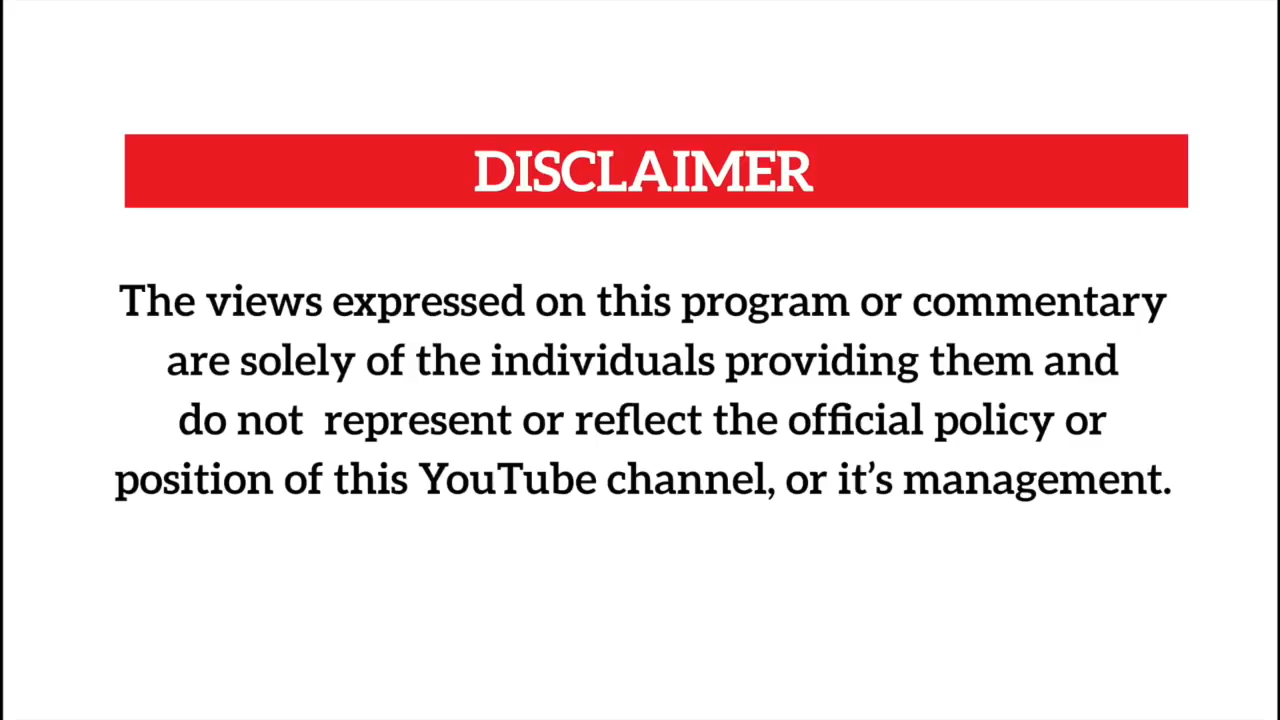 DISCLAIMER
The views expressed on this program or commentary
are solely of the individuals providing them and
do not  represent or reflect the official policy or
position of this YouTube channel, or it’s management.